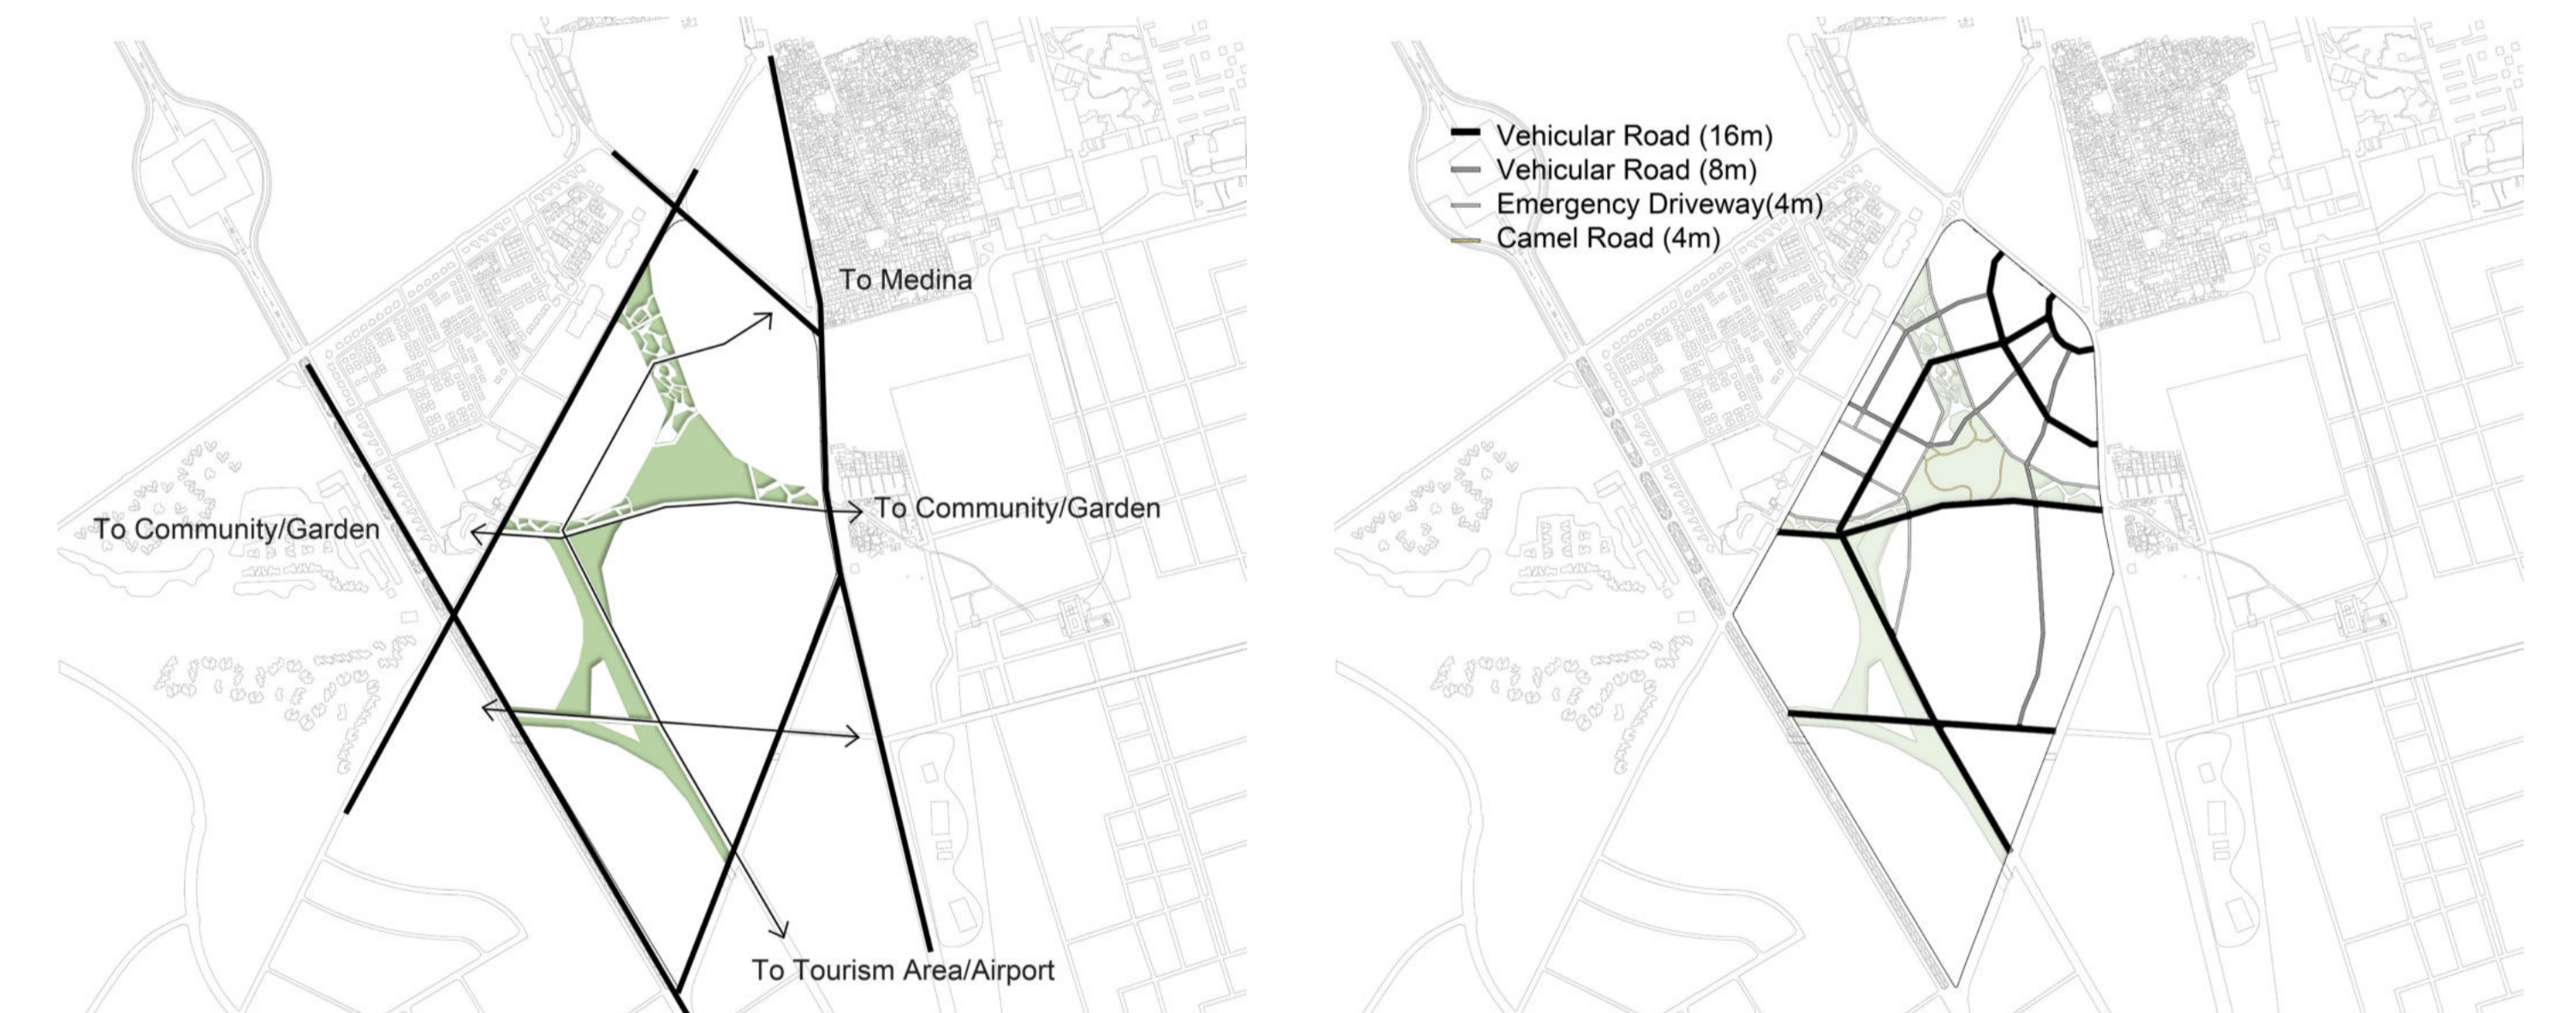 To Medina
To Community/Garden
To Community/Garden
To Tourism Area/Airport
Vehicular Road (16m)
Vehicular Road (8m)
Emergency Driveway(4m)
Camel Road (4m)